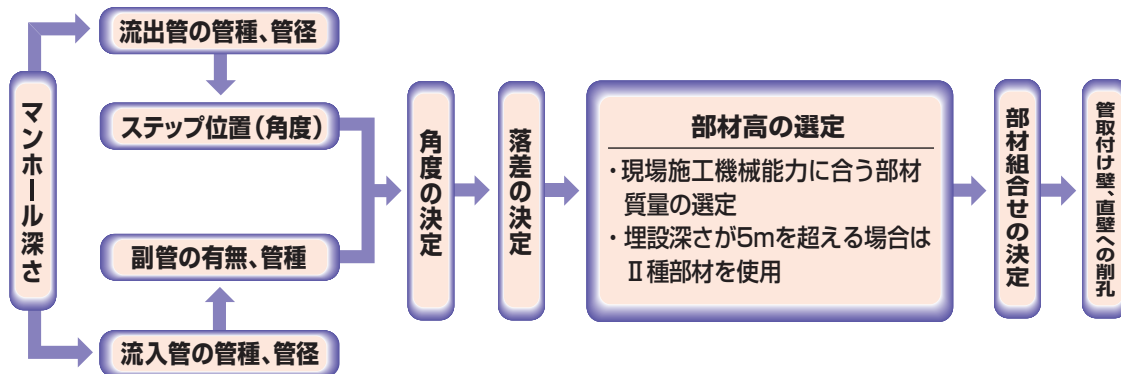 マンホール深さ
流出管の管種、管径
ステップ位置（角度）
副管の有無、管種
流入管の管種、管径
角度の決定
落差の決定
部材高の選定
・現場施工機械能力に合う部材
質量の選定
・埋設深さが5mを超える場合は
Ⅱ種部材を使用
部材組合せの決定
管取付け壁、直壁への削孔